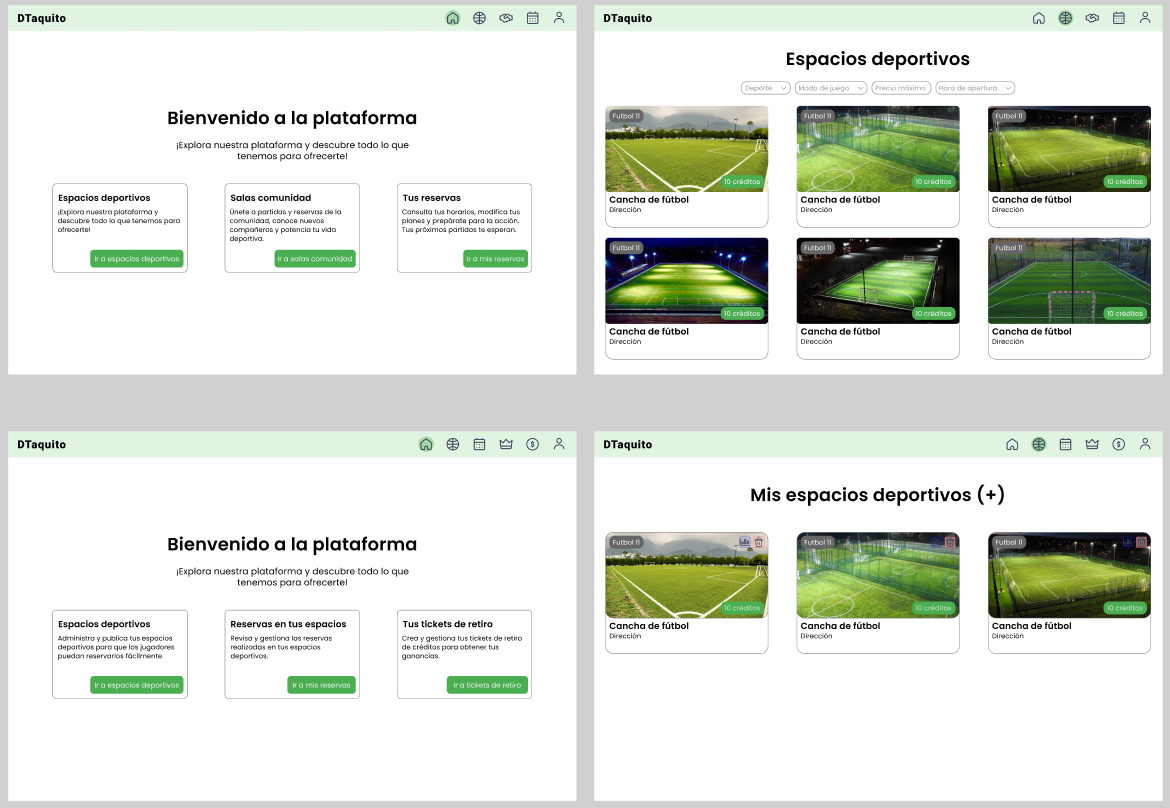 DTaquito
Bienvenido a la plataforma
¡Explora nuestra plataforma y descubre todo lo que
tenemos para ofrecerte!
Espacios deportivos
¡Explora nuestra plataforma y
descubre todo lo que tenemos para
ofrecerte!
Ir a espacios deportivos
Salas comunidad
Únete a partidas y reservas de la
comunidad, conoce nuevos
compañeros y potencia tu vida
deportiva.
Ir a salas comunidad
Tus reservas
Consulta tus horarios, modifica tus
planes y prepárate para la acción.
Tus próximos partidos te esperan.
Ir a mis reservas
DTaquito
Espacios deportivos
Deporte
Modo de juego
Precio máximo
Hora de apertura
Futbol 11
10 créditos
Cancha de fútbol
Dirección
Futbol 11
10 créditos
Cancha de fútbol
Dirección
Futbol 11
10 créditos
Cancha de fútbol
Dirección
Futbol 11
10 créditos
Cancha de fútbol
Dirección
Futbol 11
10 créditos
Cancha de fútbol
Dirección
Futbol 11
10 créditos
Cancha de fútbol
Dirección
DTaquito
Bienvenido a la plataforma
¡Explora nuestra plataforma y descubre todo lo que
tenemos para ofrecerte!
Espacios deportivos
Administra y publica tus espacios
deportivos para que los jugadores
puedan reservarlos fácilmente.
Ir a espacios deportivos
Reservas en tus espacios
Revisa y gestiona las reservas
realizadas en tus espacios
deportivos.
Ir a mis reservas
Tus tickets de retiro
Crea y gestiona tus tickets de retiro
de créditos para obtener tus
ganancias.
Ir a tickets de retiro
DTaquito
Mis espacios deportivos (+)
Futbol 11
10 créditos
Cancha de fútbol
Dirección
Futbol 11
10 créditos
Cancha de fútbol
Dirección
Futbol 11
10 créditos
Cancha de fútbol
Dirección